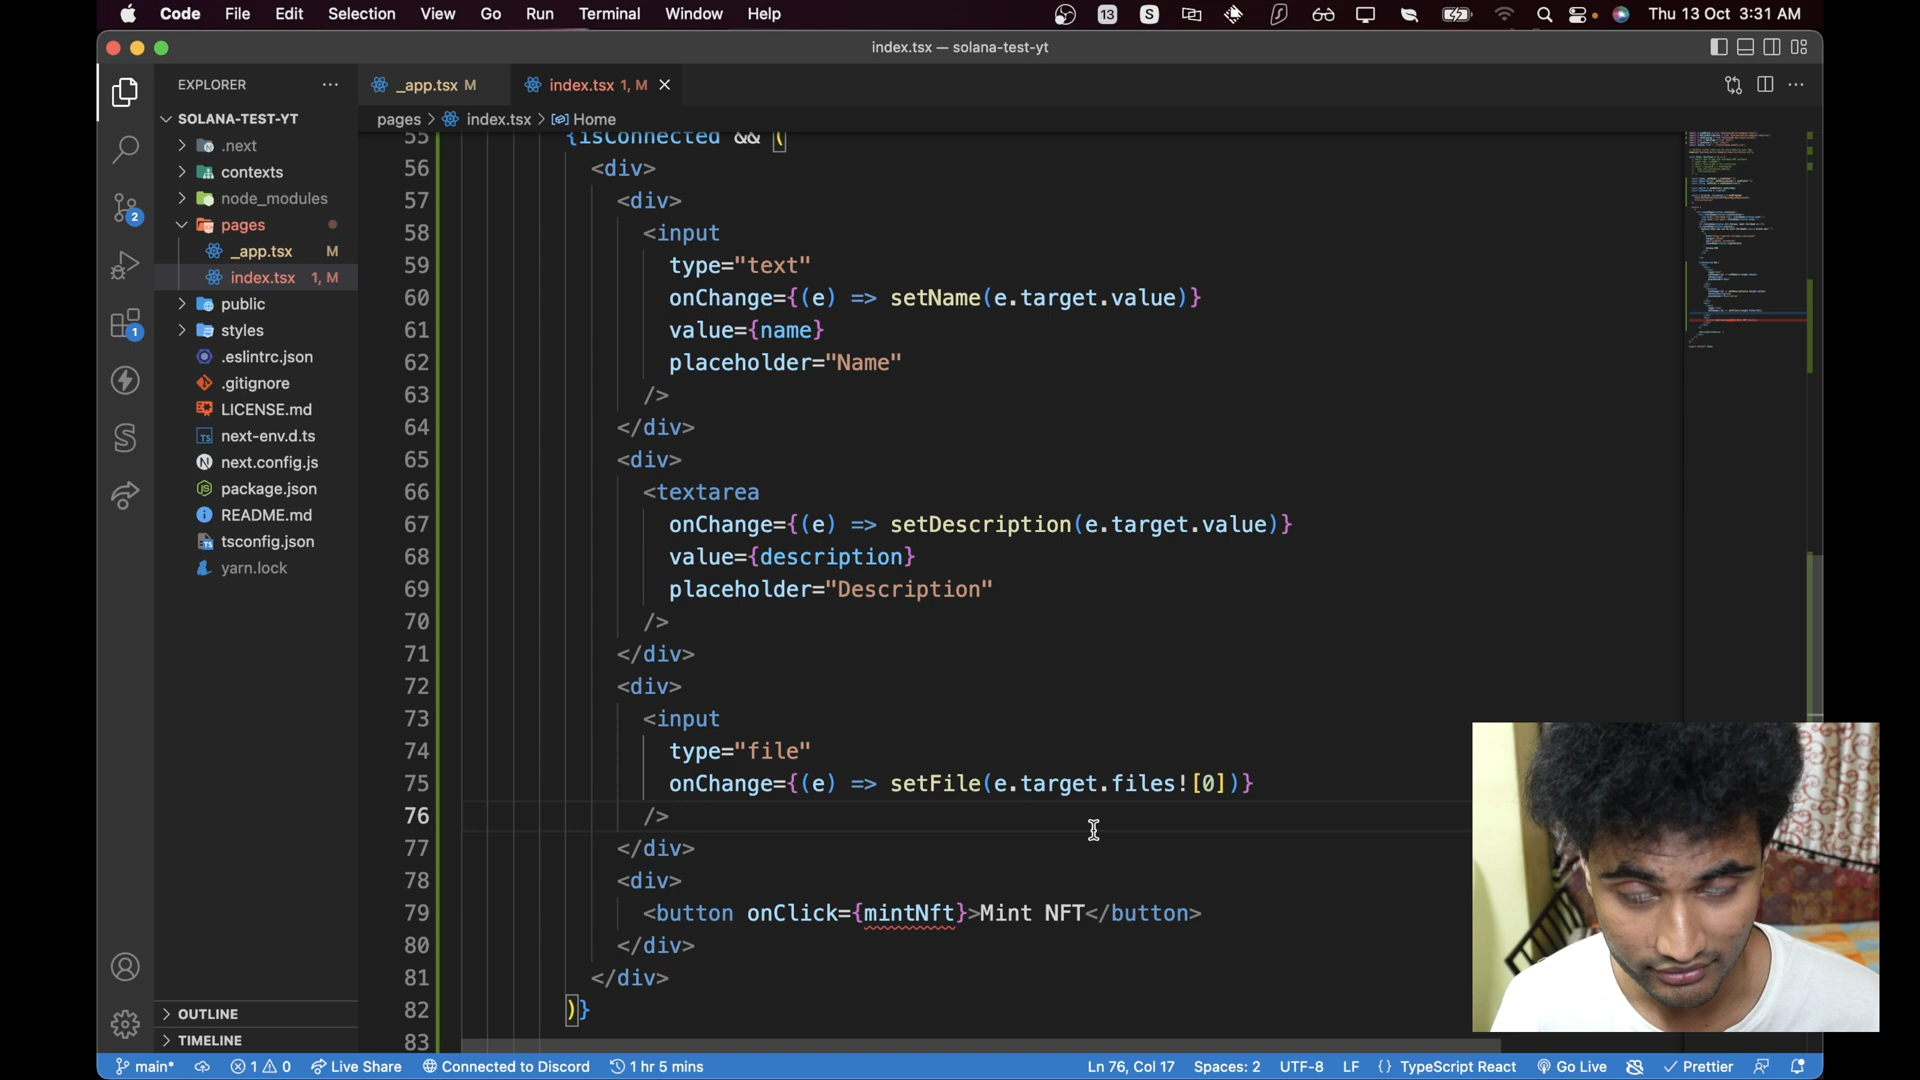 Code File Edit Selection View Go Run Terminal Window Help 13 S Thu 13 Oct 3:31 AM
index.tsx — solana-test-yt
EXPLORER
_app.tsx M
index.tsx 1, M
pages > index.tsx > Home
SOLANA-TEST-YT
.next
contexts
node_modules
pages
_app.tsx M
index.tsx 1, M
public
styles
.eslintrc.json
.gitignore
LICENSE.md
next-env.d.ts
next.config.js
package.json
README.md
tsconfig.json
yarn.lock
OUTLINE
TIMELINE
2
1
55 {isConnected && (
56 <div>
57 <div>
58 <input
59 type="text"
60 onChange={(e) => setName(e.target.value)}
61 value={name}
62 placeholder="Name"
63 />
64 </div>
65 <div>
66 <textarea
67 onChange={(e) => setDescription(e.target.value)}
68 value={description}
69 placeholder="Description"
70 />
71 </div>
72 <div>
73 <input
74 type="file"
75 onChange={(e) => setFile(e.target.files![0])}
76 />
77 </div>
78 <div>
79 <button onClick={mintNft}>Mint NFT</button>
80 </div>
81 </div>
82 )}
83
main* 1 0 Live Share Connected to Discord 1 hr 5 mins Ln 76, Col 17 Spaces: 2 UTF-8 LF {} TypeScript React Go Live Prettier